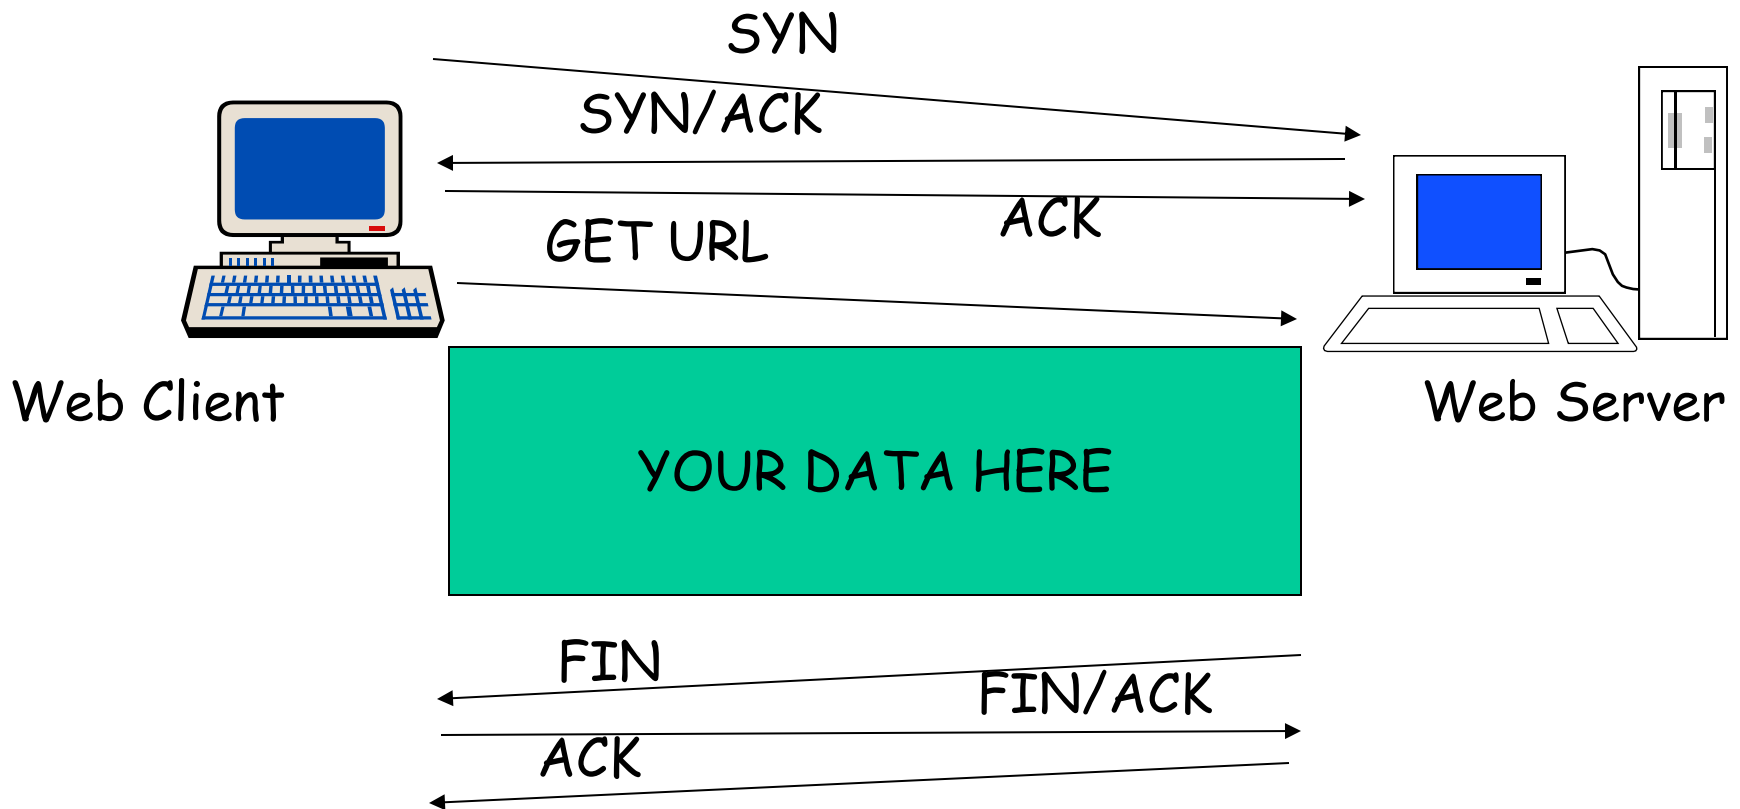 SYN
SYN/ACK
ACK
GET URL
Web Client
Web Server
YOUR DATA HERE
FIN
FIN/ACK
ACK